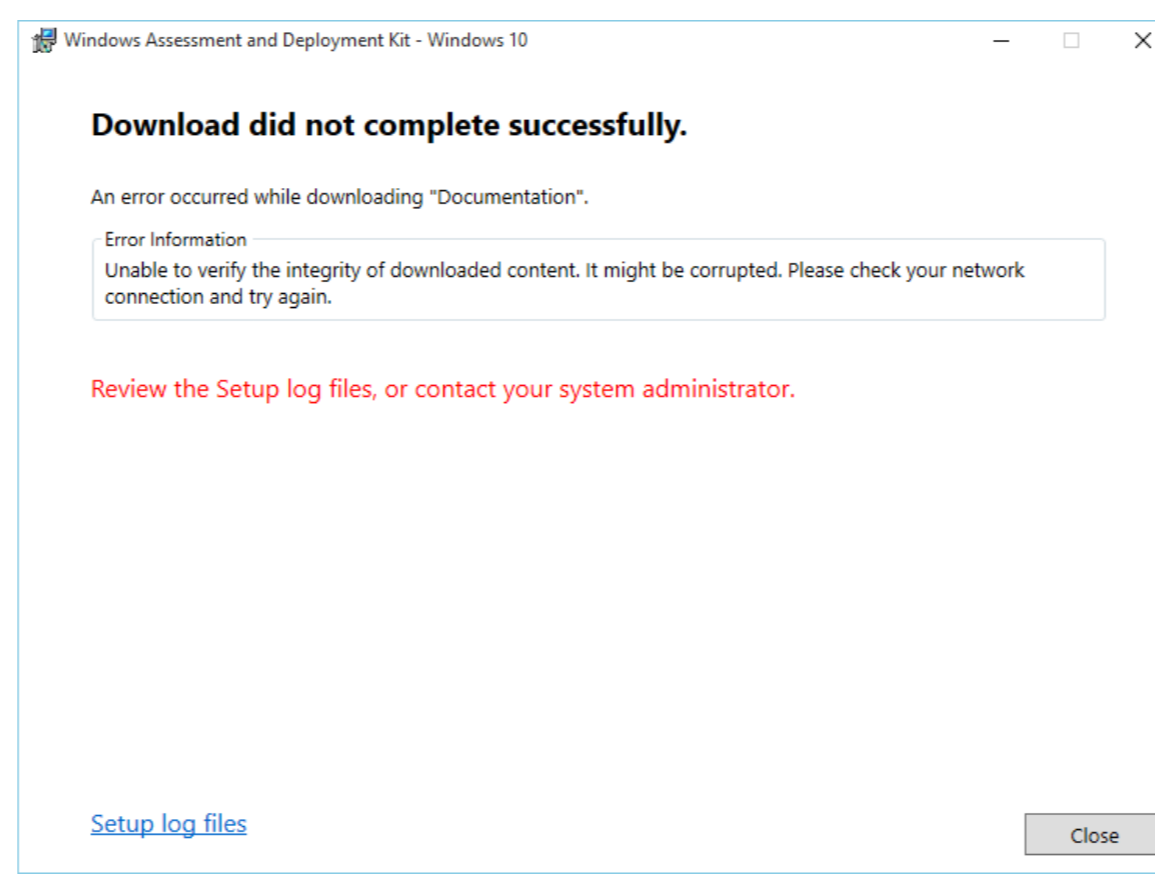 Windows Assessment and Deployment Kit - Windows 10
Download did not complete successfully.
An error occurred while downloading "Documentation".
Error Information
Unable to verify the integrity of downloaded content. It might be corrupted. Please check your network
connection and try again.
Review the Setup log files, or contact your system administrator.
Setup log files
Close